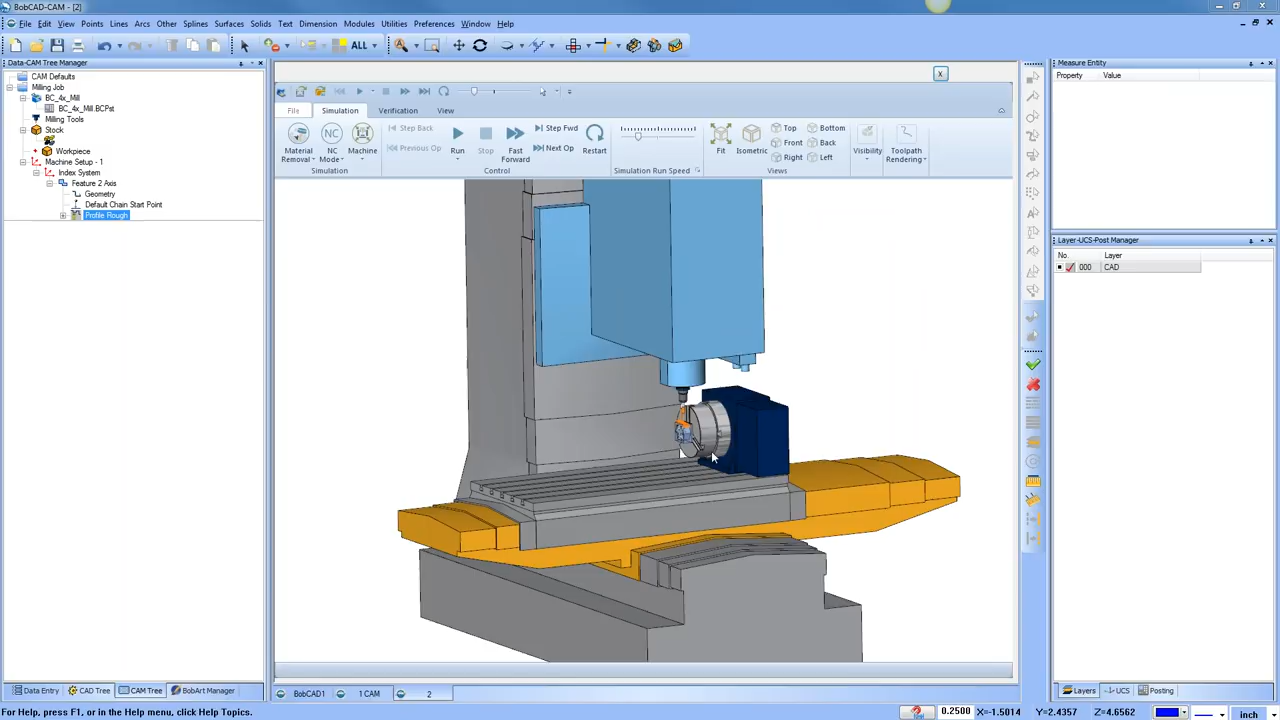 BobCAD-CAM - [2]
File Edit View Points Lines Arcs Other Splines Surfaces Solids Text Dimension Modules Utilities Preferences Window Help
ALL
Data-CAM Tree Manager
CAM Defaults
Milling Job
BC_4x_Mill
BC_4x_Mill.BCPst
Milling Tools
Stock
Workpiece
Machine Setup - 1
Index System
Feature 2 Axis
Geometry
Default Chain Start Point
Profile Rough
File Simulation Verification View
Material Removal
NC Mode
Machine
Simulation
Step Back
Previous Op
Run
Stop
Fast Forward
Step Fwd
Next Op
Restart
Control
Simulation Run Speed
Fit
Isometric
Top
Front
Right
Bottom
Back
Left
Views
Visibility
Toolpath Rendering
Measure Entity
Property Value
Layer-UCS-Post Manager
No. Layer
000 CAD
Data Entry CAD Tree CAM Tree BobArt Manager
BobCAD1 1 CAM 2
Layers UCS Posting
For Help, press F1, or in the Help menu, click Help Topics.
0.2500 X=-1.5014 Y=2.4357 Z=4.6562 inch